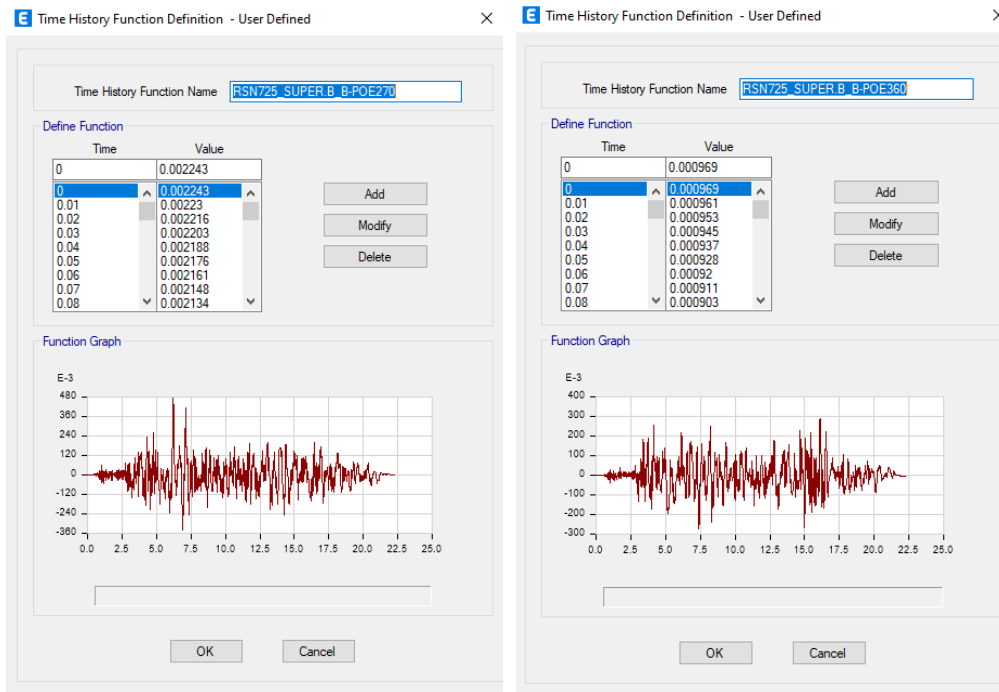 E Time History Function Definition - User Defined
Time History Function Name RSN725_SUPER.B_B-POE270
Define Function
Time Value
0 0.002243
0 0.002243
0.01 0.00223
0.02 0.002216
0.03 0.002203
0.04 0.002188
0.05 0.002176
0.06 0.002161
0.07 0.002148
0.08 0.002134
Add
Modify
Delete
Function Graph
E-3
480
360
240
120
0
-120
-240
-360
0.0 2.5 5.0 7.5 10.0 12.5 15.0 17.5 20.0 22.5 25.0
OK Cancel
E Time History Function Definition - User Defined
Time History Function Name RSN725_SUPER.B_B-POE360
Define Function
Time Value
0 0.000969
0 0.000969
0.01 0.000961
0.02 0.000953
0.03 0.000945
0.04 0.000937
0.05 0.000928
0.06 0.00092
0.07 0.000911
0.08 0.000903
Add
Modify
Delete
Function Graph
E-3
400
300
200
100
0
-100
-200
-300
0.0 2.5 5.0 7.5 10.0 12.5 15.0 17.5 20.0 22.5 25.0
OK Cancel